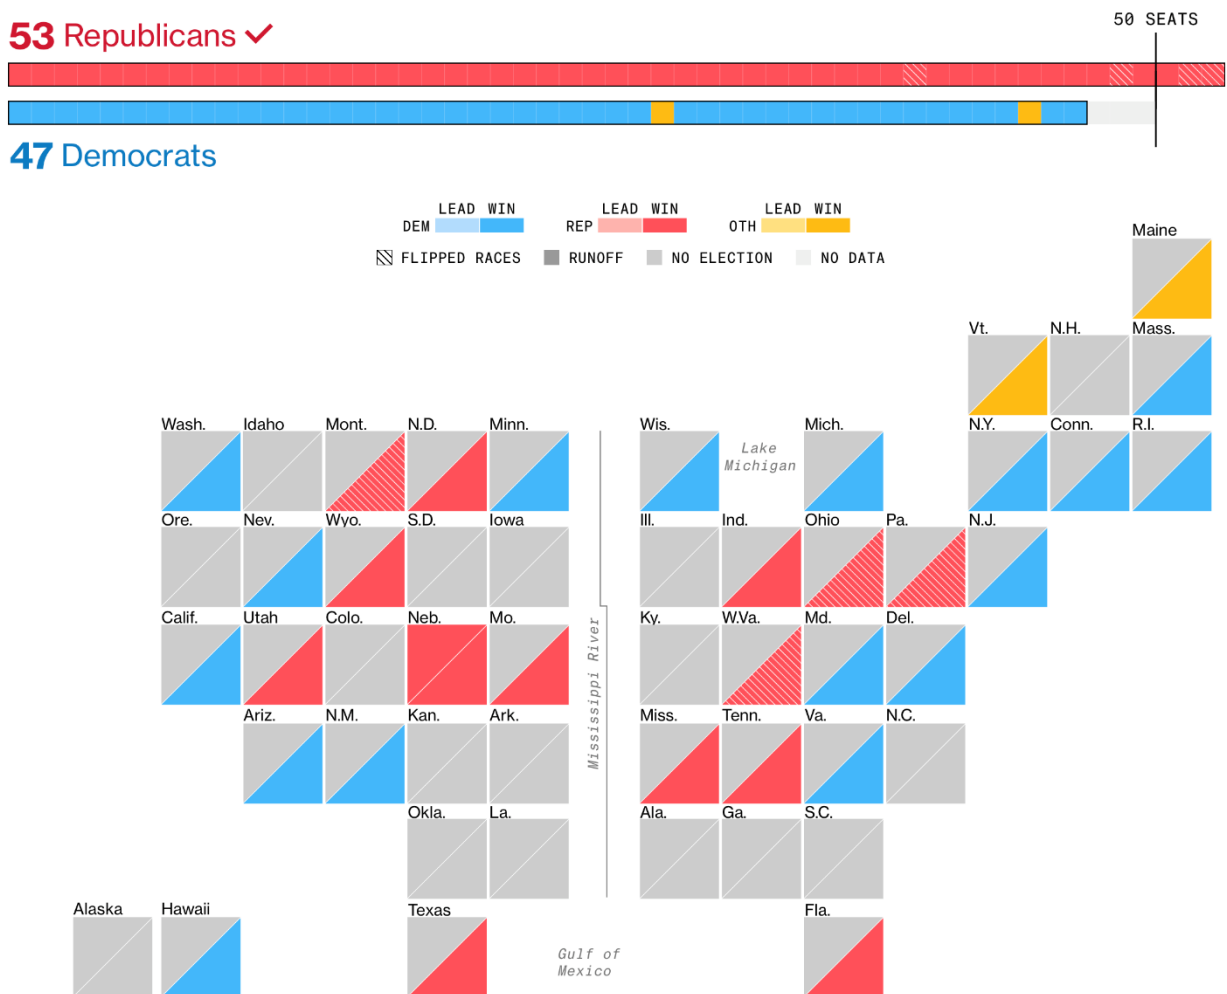 50 SEATS
53 Republicans
47 Democrats
LEAD WIN LEAD WIN LEAD WIN
DEM REP OTH
FLIPPED RACES RUNOFF NO ELECTION NO DATA
Maine
Vt. N.H. Mass.
Wash. Idaho Mont. N.D. Minn. Wis. Mich. N.Y. Conn. R.I.
Lake
Michigan
Ore. Nev. Wyo. S.D. Iowa Ill. Ind. Ohio Pa. N.J.
Calif. Utah Colo. Neb. Mo. Ky. W.Va. Md. Del.
Mississippi River
Ariz. N.M. Kan. Ark. Miss. Tenn. Va. N.C.
Okla. La. Ala. Ga. S.C.
Alaska Hawaii Texas Fla.
Gulf of
Mexico